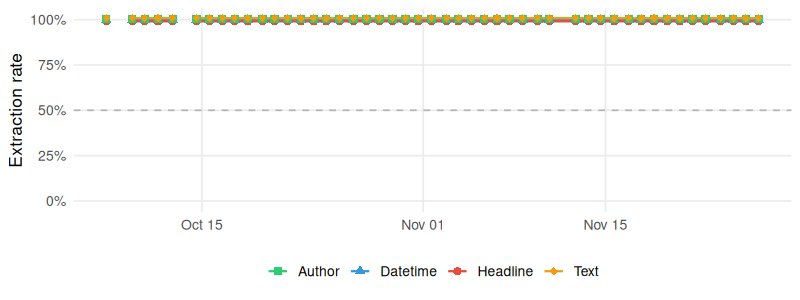 100%
75%
50%
25%
0%
Extraction rate
Oct 15
Nov 01
Nov 15
Author
Datetime
Headline
Text